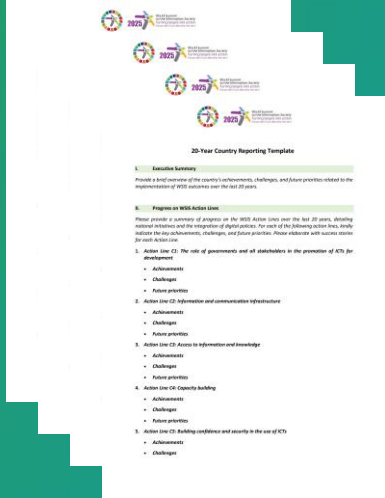 2025
2025
2025
2025
20-Year Country Reporting Template
I. Executive Summary
Provide a brief overview of the country's achievements, challenges, and future priorities related to the
implementation of WSIS outcomes over the last 20 years.
II. Progress on WSIS Action Lines
Please provide a summary of progress on the WSIS Action Lines over the last 20 years, detailing
national initiatives and the integration of digital policies. For each of the following action lines, kindly
indicate the key achievements, challenges, and future priorities. Please elaborate with success stories
for each Action Line.
1. Action Line C1: The role of governments and all stakeholders in the promotion of ICTs for
development
• Achievements
• Challenges
• Future priorities
2. Action Line C2: Information and communication infrastructure
• Achievements
• Challenges
• Future priorities
3. Action Line C3: Access to information and knowledge
• Achievements
• Challenges
• Future priorities
4. Action Line C4: Capacity building
• Achievements
• Challenges
• Future priorities
5. Action Line C5: Building confidence and security in the use of ICTs
• Achievements
• Challenges